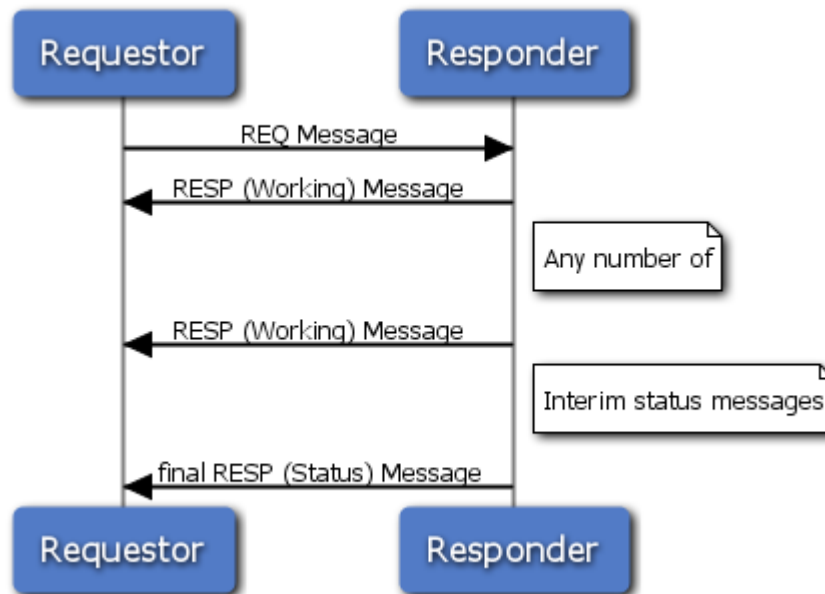 Requestor
Responder
REQ Message
RESP (Working) Message
Any number of
RESP (Working) Message
Interim status messages
final RESP (Status) Message
Requestor
Responder